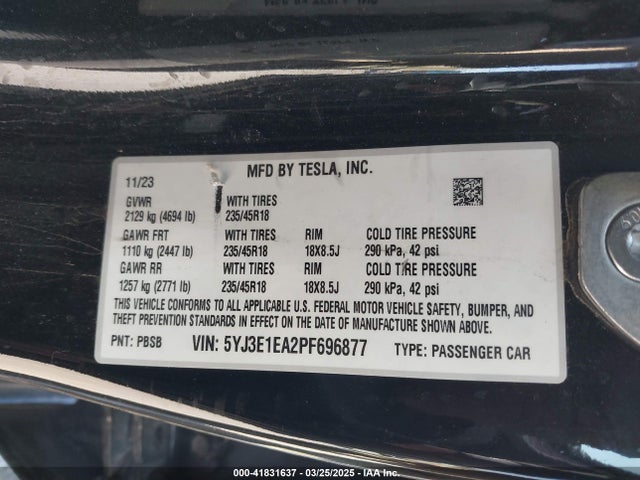 MFD BY TESLA, INC.
11/23
GVWR WITH TIRES
2129 kg (4694 lb) 235/45R18
GAWR FRT WITH TIRES RIM COLD TIRE PRESSURE
1110 kg (2447 lb) 235/45R18 18X8.5J 290 kPa, 42 psi
GAWR RR WITH TIRES RIM COLD TIRE PRESSURE
1257 kg (2771 lb) 235/45R18 18X8.5J 290 kPa, 42 psi
THIS VEHICLE CONFORMS TO ALL APPLICABLE U.S. FEDERAL MOTOR VEHICLE SAFETY, BUMPER, AND
THEFT PREVENTION STANDARDS IN EFFECT ON THE DATE OF MANUFACTURE SHOWN ABOVE.
PNT: PBSB VIN: 5YJ3E1EA2PF696877 TYPE: PASSENGER CAR
000-41831637 - 03/25/2025 - IAA Inc.